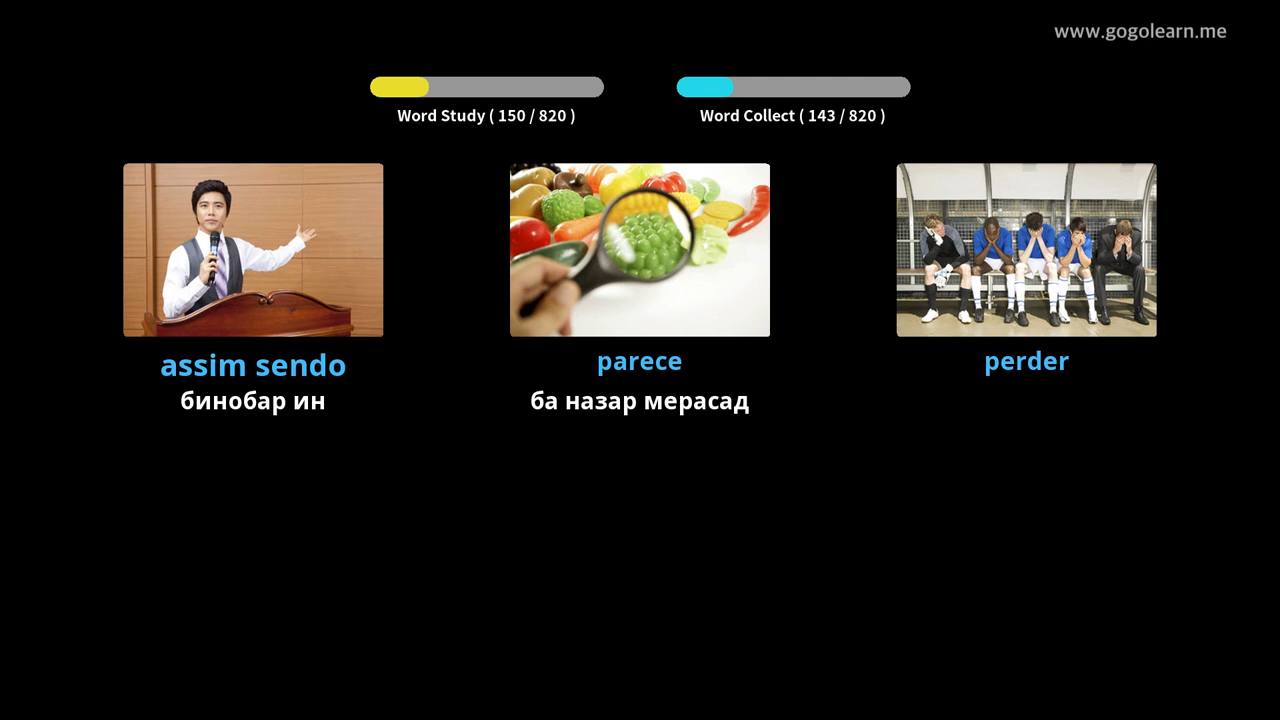 www.gogolearn.me
Word Study ( 150 / 820 )
Word Collect ( 143 / 820 )
assim sendo
бинобар ин
parece
ба назар мерасад
perder